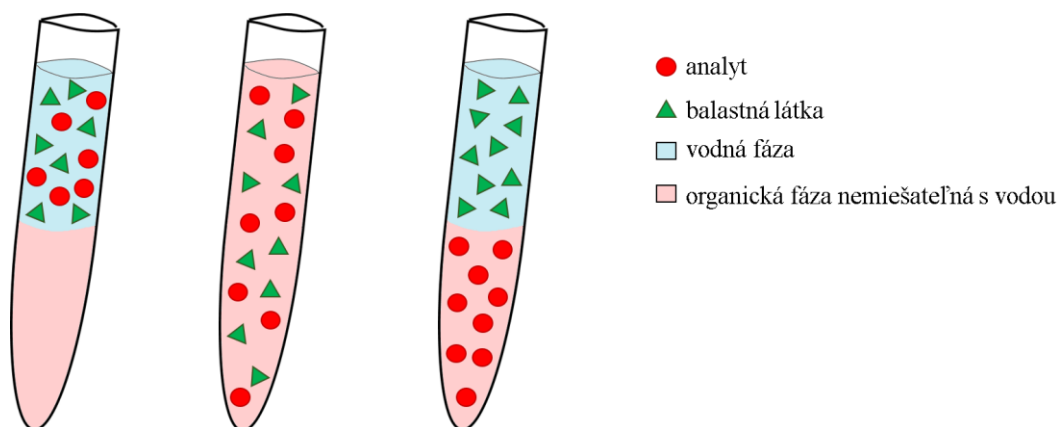 analyt
balastná látka
vodná fáza
organická fáza nemiešateľná s vodou